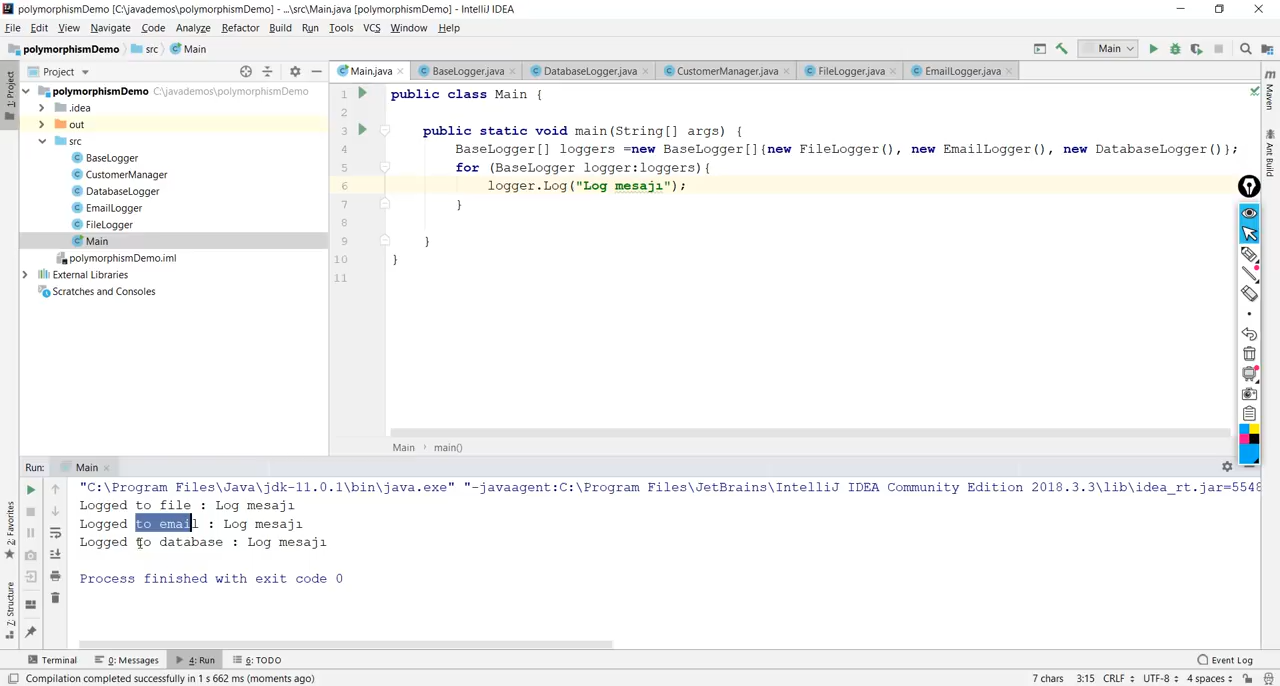 polymorphismDemo [C:\javademos\polymorphismDemo] - ...\src\Main.java [polymorphismDemo] - IntelliJ IDEA
File Edit View Navigate Code Analyze Refactor Build Run Tools VCS Window Help
polymorphismDemo src Main Main
1: Project Project Main.java BaseLogger.java DatabaseLogger.java CustomerManager.java FileLogger.java EmailLogger.java
polymorphismDemo C:\javademos\polymorphismDemo
.idea
out
src
BaseLogger
CustomerManager
DatabaseLogger
EmailLogger
FileLogger
Main
polymorphismDemo.iml
External Libraries
Scratches and Consoles
1 public class Main {
2
3 public static void main(String[] args) {
4 BaseLogger[] loggers =new BaseLogger[]{new FileLogger(), new EmailLogger(), new DatabaseLogger()};
5 for (BaseLogger logger:loggers){
6 logger.Log("Log mesajı");
7 }
8
9 }
10 }
11
Maven
Ant Build
Main main()
Run: Main
"C:\Program Files\Java\jdk-11.0.1\bin\java.exe" "-javaagent:C:\Program Files\JetBrains\IntelliJ IDEA Community Edition 2018.3.3\lib\idea_rt.jar=5548
Logged to file : Log mesajı
Logged to email : Log mesajı
Logged to database : Log mesajı
Process finished with exit code 0
2: Favorites
7: Structure
Terminal 0: Messages 4: Run 6: TODO Event Log
Compilation completed successfully in 1 s 662 ms (moments ago) 7 chars 3:15 CRLF UTF-8 4 spaces